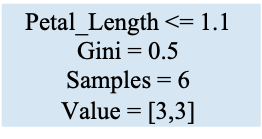 Petal_Length <= 1.1
Gini = 0.5
Samples = 6
Value = [3,3]